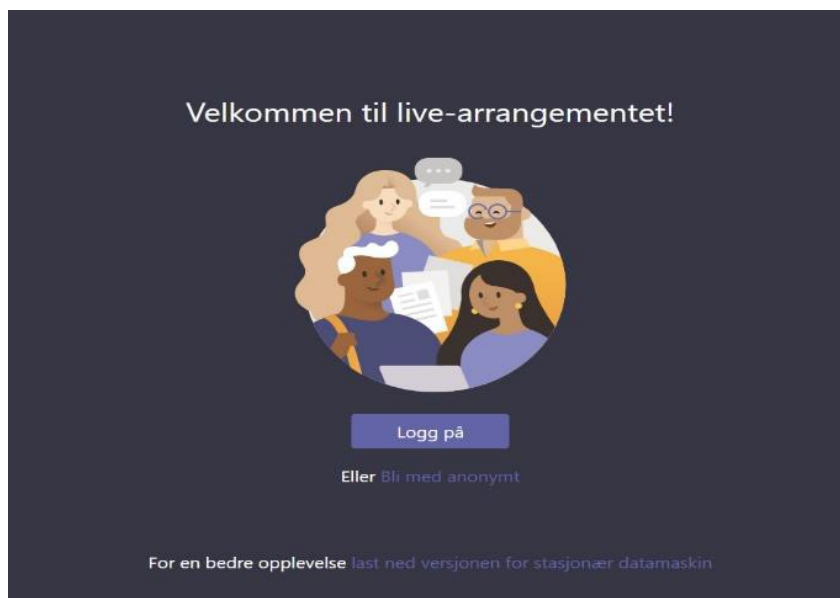 Velkommen til live-arrangementet!
Logg på
Eller Bli med anonymt
For en bedre opplevelse last ned versjonen for stasjonær datamaskin